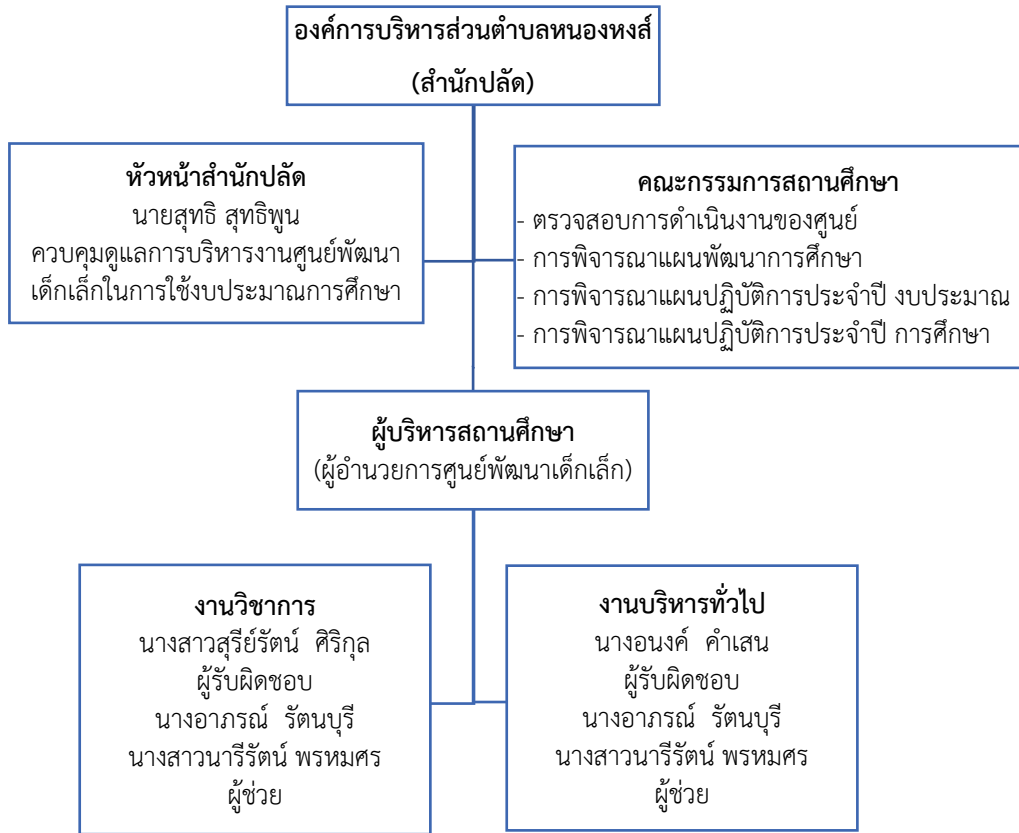 องค์การบริหารส่วนตำบลหนองหงส์
(สำนักปลัด)
หัวหน้าสำนักปลัด
นายสุทธิ สุทธิพูน
ควบคุมดูแลการบริหารงานศูนย์พัฒนา
เด็กเล็กในการใช้งบประมาณการศึกษา
คณะกรรมการสถานศึกษา
- ตรวจสอบการดำเนินงานของศูนย์
- การพิจารณาแผนพัฒนาการศึกษา
- การพิจารณาแผนปฏิบัติการประจำปี งบประมาณ
- การพิจารณาแผนปฏิบัติการประจำปี การศึกษา
ผู้บริหารสถานศึกษา
(ผู้อำนวยการศูนย์พัฒนาเด็กเล็ก)
งานวิชาการ
นางสาวสุรีย์รัตน์ ศิริกุล
ผู้รับผิดชอบ
นางอาภรณ์ รัตนบุรี
นางสาวนารีรัตน์ พรหมศร
ผู้ช่วย
งานบริหารทั่วไป
นางอนงค์ คำเสน
ผู้รับผิดชอบ
นางอาภรณ์ รัตนบุรี
นางสาวนารีรัตน์ พรหมศร
ผู้ช่วย